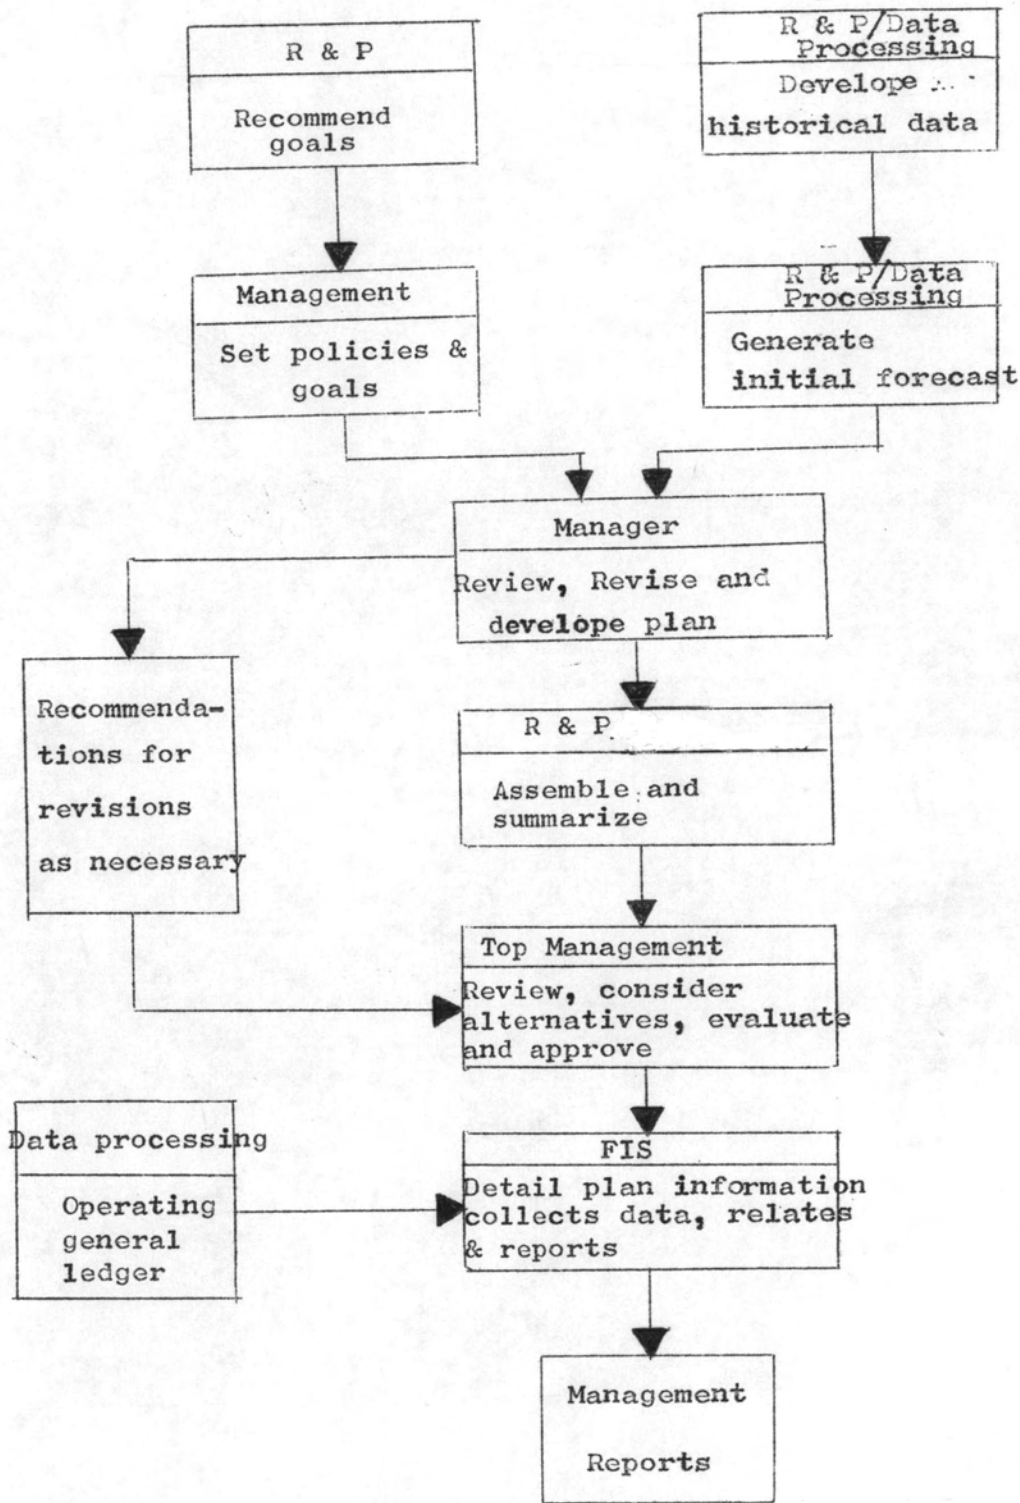 R & P
Recommend
goals
R & P/Data
Processing
Develope
historical data
Management
Set policies &
goals
R & P/Data
Processing
Generate
initial forecast
Manager
Review, Revise and
develope plan
Recommenda-
tions for
revisions
as necessary
R & P
Assemble and
summarize
Top Management
Review, consider
alternatives, evaluate
and approve
Data processing
Operating
general
ledger
FIS
Detail plan information
collects data, relates
& reports
Management
Reports